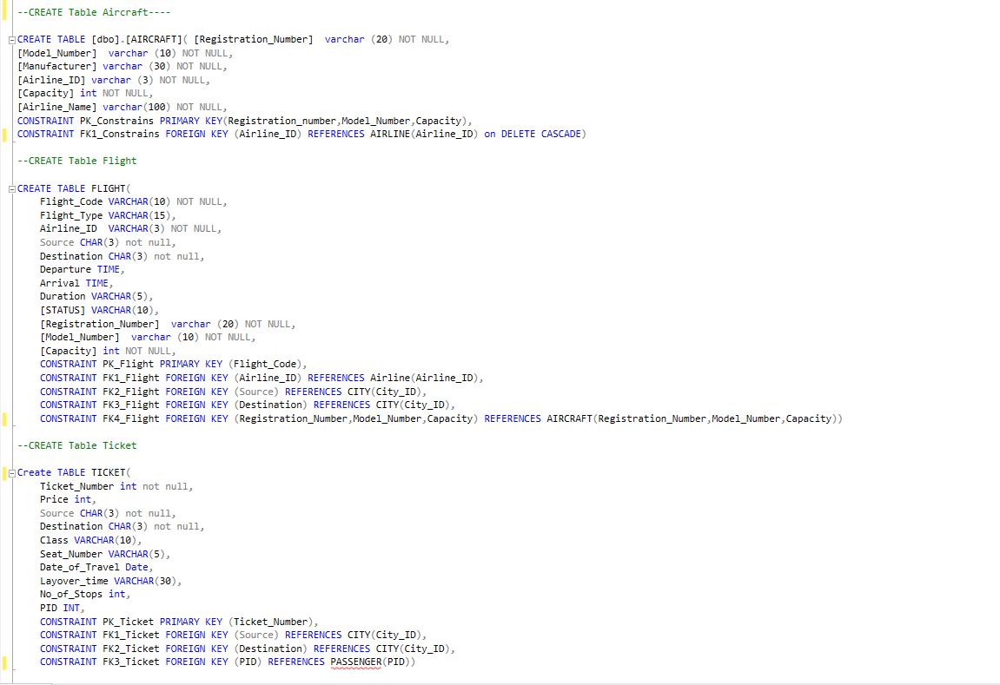 --CREATE Table Aircraft----
CREATE TABLE [dbo].[AIRCRAFT]( [Registration_Number]  varchar (20) NOT NULL,
[Model_Number]  varchar (10) NOT NULL,
[Manufacturer] varchar (30) NOT NULL,
[Airline_ID] varchar (3) NOT NULL,
[Capacity] int NOT NULL,
[Airline_Name] varchar(100) NOT NULL,
CONSTRAINT PK_Constrains PRIMARY KEY(Registration_number,Model_Number,Capacity),
CONSTRAINT FK1_Constrains FOREIGN KEY (Airline_ID) REFERENCES AIRLINE(Airline_ID) on DELETE CASCADE)
--CREATE Table Flight
CREATE TABLE FLIGHT(
Flight_Code VARCHAR(10) NOT NULL,
Flight_Type VARCHAR(15),
Airline_ID  VARCHAR(3) NOT NULL,
Source CHAR(3) not null,
Destination CHAR(3) not null,
Departure TIME,
Arrival TIME,
Duration VARCHAR(5),
[STATUS] VARCHAR(10),
[Registration_Number]  varchar (20) NOT NULL,
[Model_Number]  varchar (10) NOT NULL,
[Capacity] int NOT NULL,
CONSTRAINT PK_Flight PRIMARY KEY (Flight_Code),
CONSTRAINT FK1_Flight FOREIGN KEY (Airline_ID) REFERENCES Airline(Airline_ID),
CONSTRAINT FK2_Flight FOREIGN KEY (Source) REFERENCES CITY(City_ID),
CONSTRAINT FK3_Flight FOREIGN KEY (Destination) REFERENCES CITY(City_ID),
CONSTRAINT FK4_Flight FOREIGN KEY (Registration_Number,Model_Number,Capacity) REFERENCES AIRCRAFT(Registration_Number,Model_Number,Capacity))
--CREATE Table Ticket
Create TABLE TICKET(
Ticket_Number int not null,
Price int,
Source CHAR(3) not null,
Destination CHAR(3) not null,
Class VARCHAR(10),
Seat_Number VARCHAR(5),
Date_of_Travel Date,
Layover_time VARCHAR(30),
No_of_Stops int,
PID INT,
CONSTRAINT PK_Ticket PRIMARY KEY (Ticket_Number),
CONSTRAINT FK1_Ticket FOREIGN KEY (Source) REFERENCES CITY(City_ID),
CONSTRAINT FK2_Ticket FOREIGN KEY (Destination) REFERENCES CITY(City_ID),
CONSTRAINT FK3_Ticket FOREIGN KEY (PID) REFERENCES PASSENGER(PID))